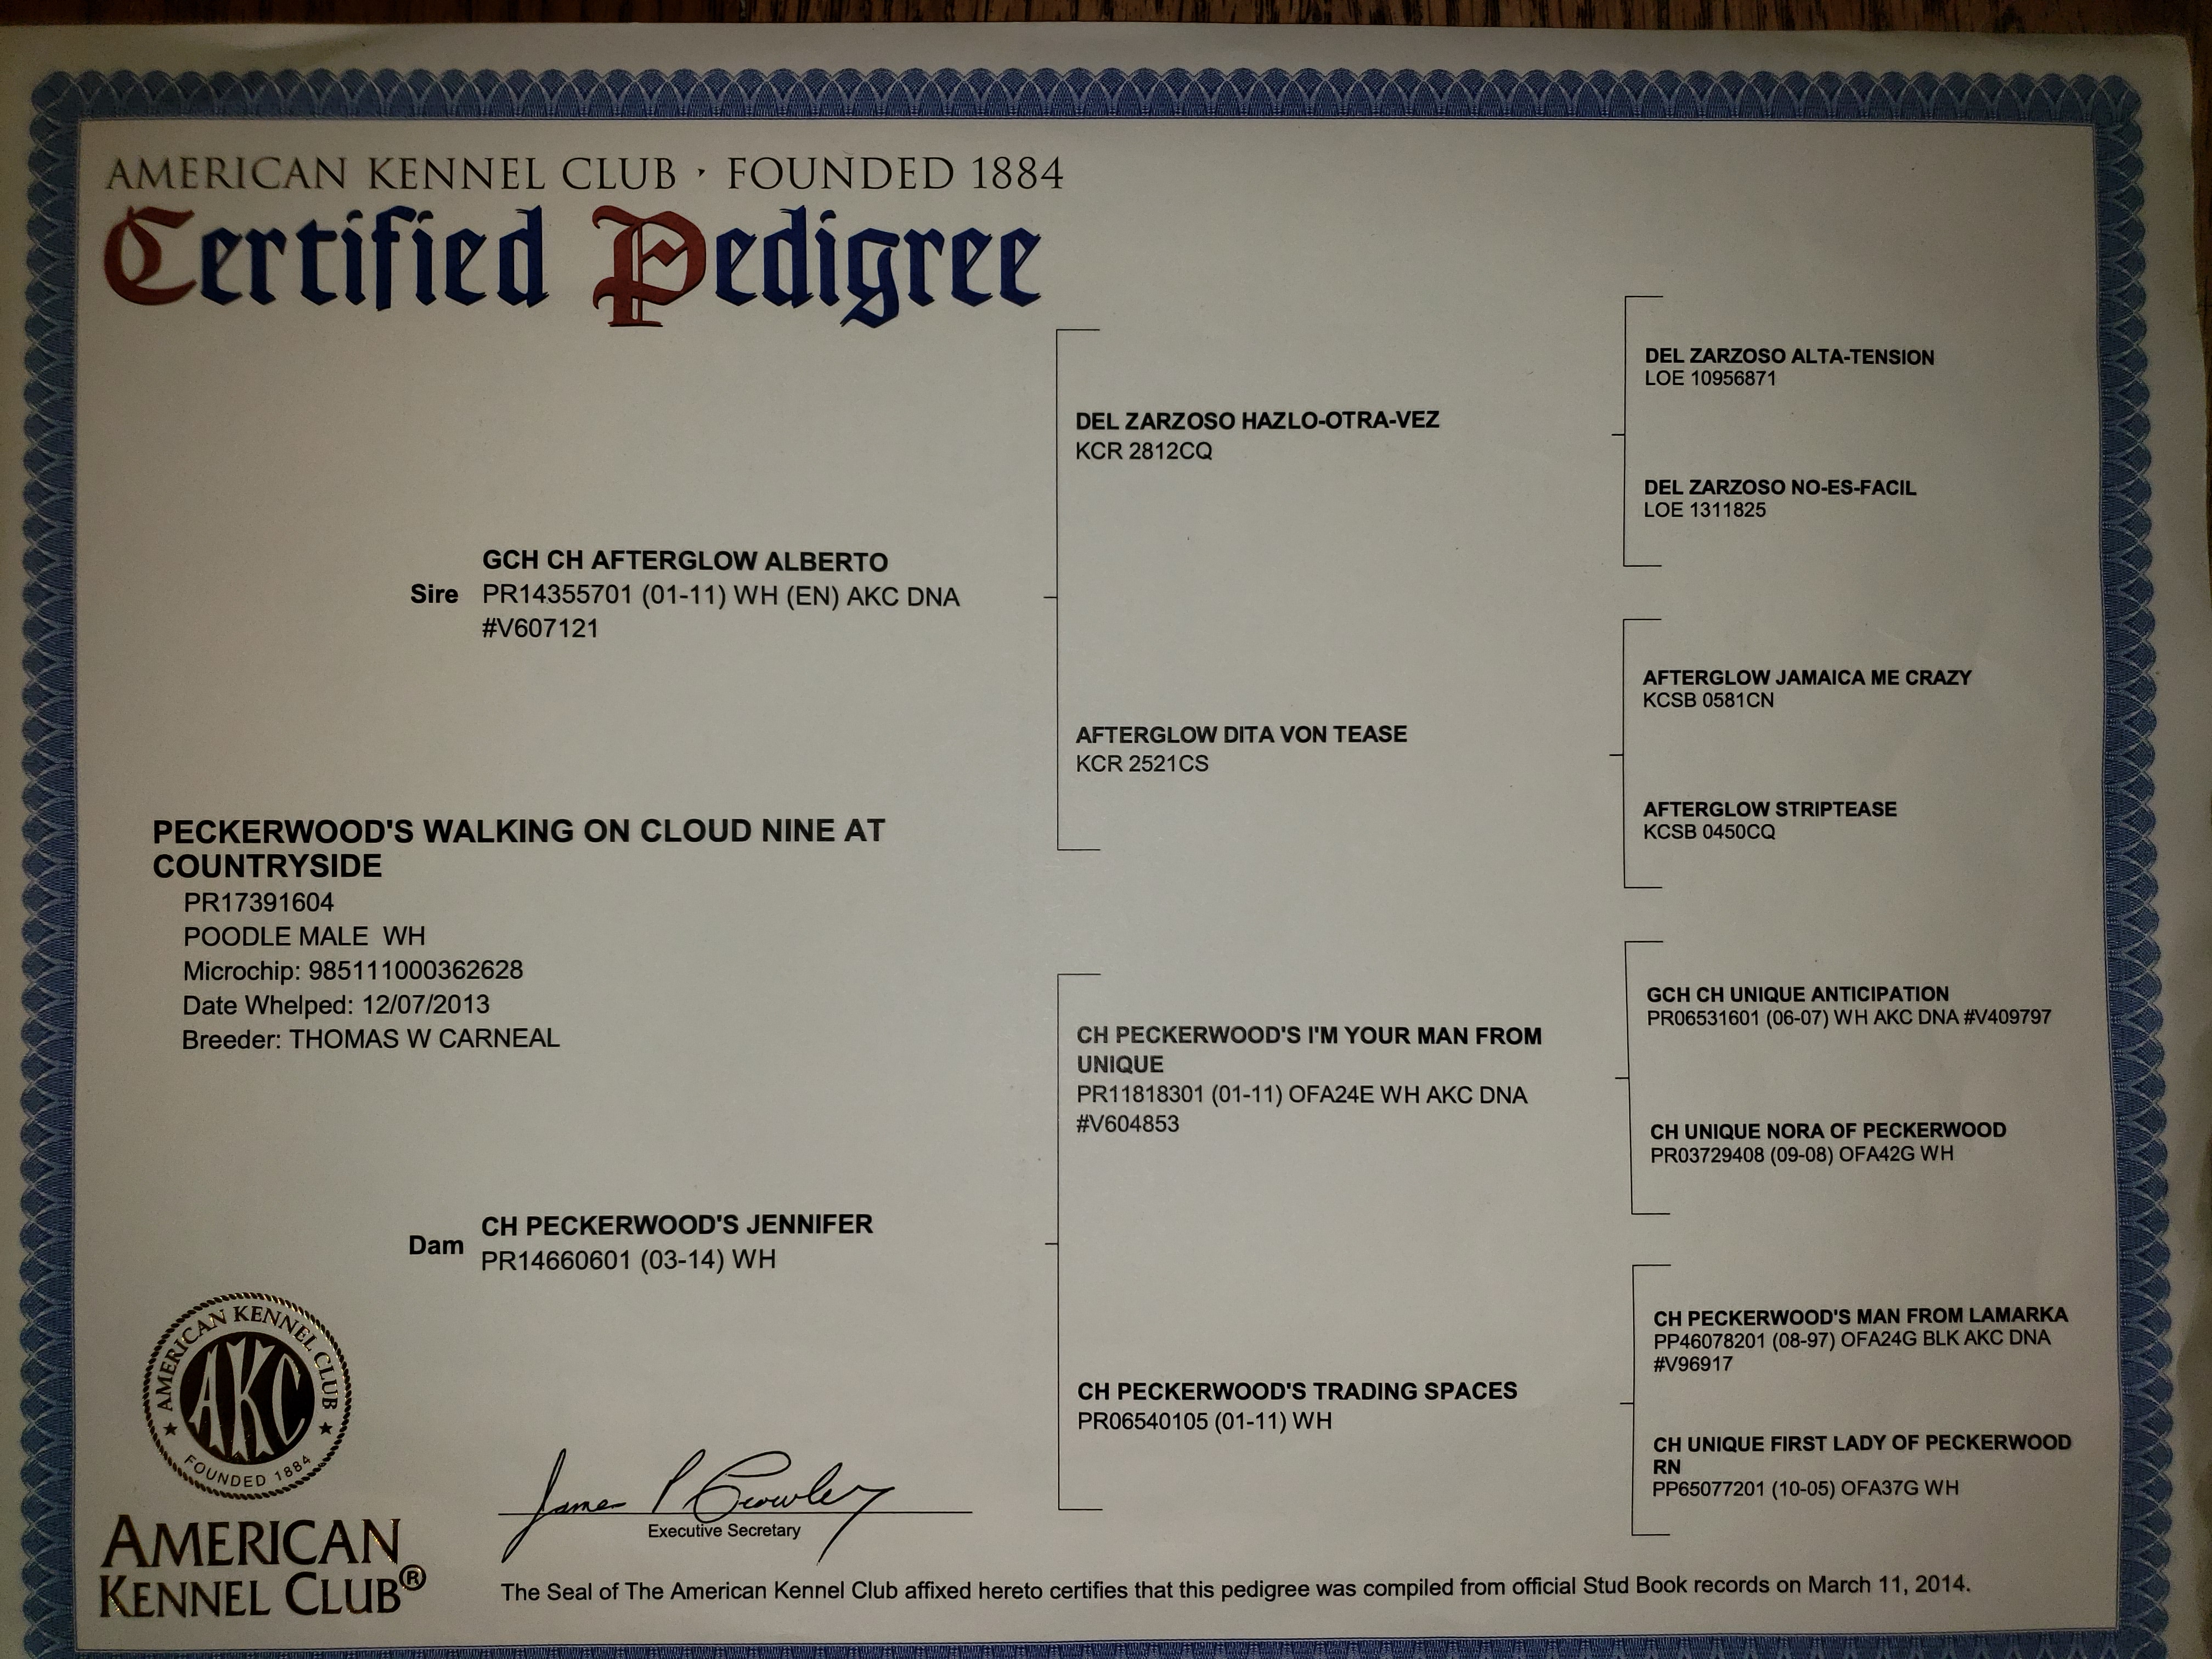 AMERICAN KENNEL CLUB · FOUNDED 1884
Certified Pedigree
DEL ZARZOSO ALTA-TENSION
LOE 10956871
DEL ZARZOSO HAZLO-OTRA-VEZ
KCR 2812CQ
DEL ZARZOSO NO-ES-FACIL
LOE 1311825
GCH CH AFTERGLOW ALBERTO
Sire PR14355701 (01-11) WH (EN) AKC DNA
#V607121
AFTERGLOW JAMAICA ME CRAZY
KCSB 0581CN
AFTERGLOW DITA VON TEASE
KCR 2521CS
AFTERGLOW STRIPTEASE
KCSB 0450CQ
PECKERWOOD'S WALKING ON CLOUD NINE AT
COUNTRYSIDE
PR17391604
POODLE MALE WH
Microchip: 985111000362628
Date Whelped: 12/07/2013
Breeder: THOMAS W CARNEAL
GCH CH UNIQUE ANTICIPATION
PR06531601 (06-07) WH AKC DNA #V409797
CH PECKERWOOD'S I'M YOUR MAN FROM
UNIQUE
PR11818301 (01-11) OFA24E WH AKC DNA
#V604853
CH UNIQUE NORA OF PECKERWOOD
PR03729408 (09-08) OFA42G WH
CH PECKERWOOD'S JENNIFER
Dam PR14660601 (03-14) WH
CH PECKERWOOD'S MAN FROM LAMARKA
PP46078201 (08-97) OFA24G BLK AKC DNA
#V96917
CH PECKERWOOD'S TRADING SPACES
PR06540105 (01-11) WH
CH UNIQUE FIRST LADY OF PECKERWOOD
RN
PP65077201 (10-05) OFA37G WH
AMERICAN KENNEL CLUB
AKC
FOUNDED 1884
AMERICAN
KENNEL CLUB®
James P Crowley
Executive Secretary
The Seal of The American Kennel Club affixed hereto certifies that this pedigree was compiled from official Stud Book records on March 11, 2014.